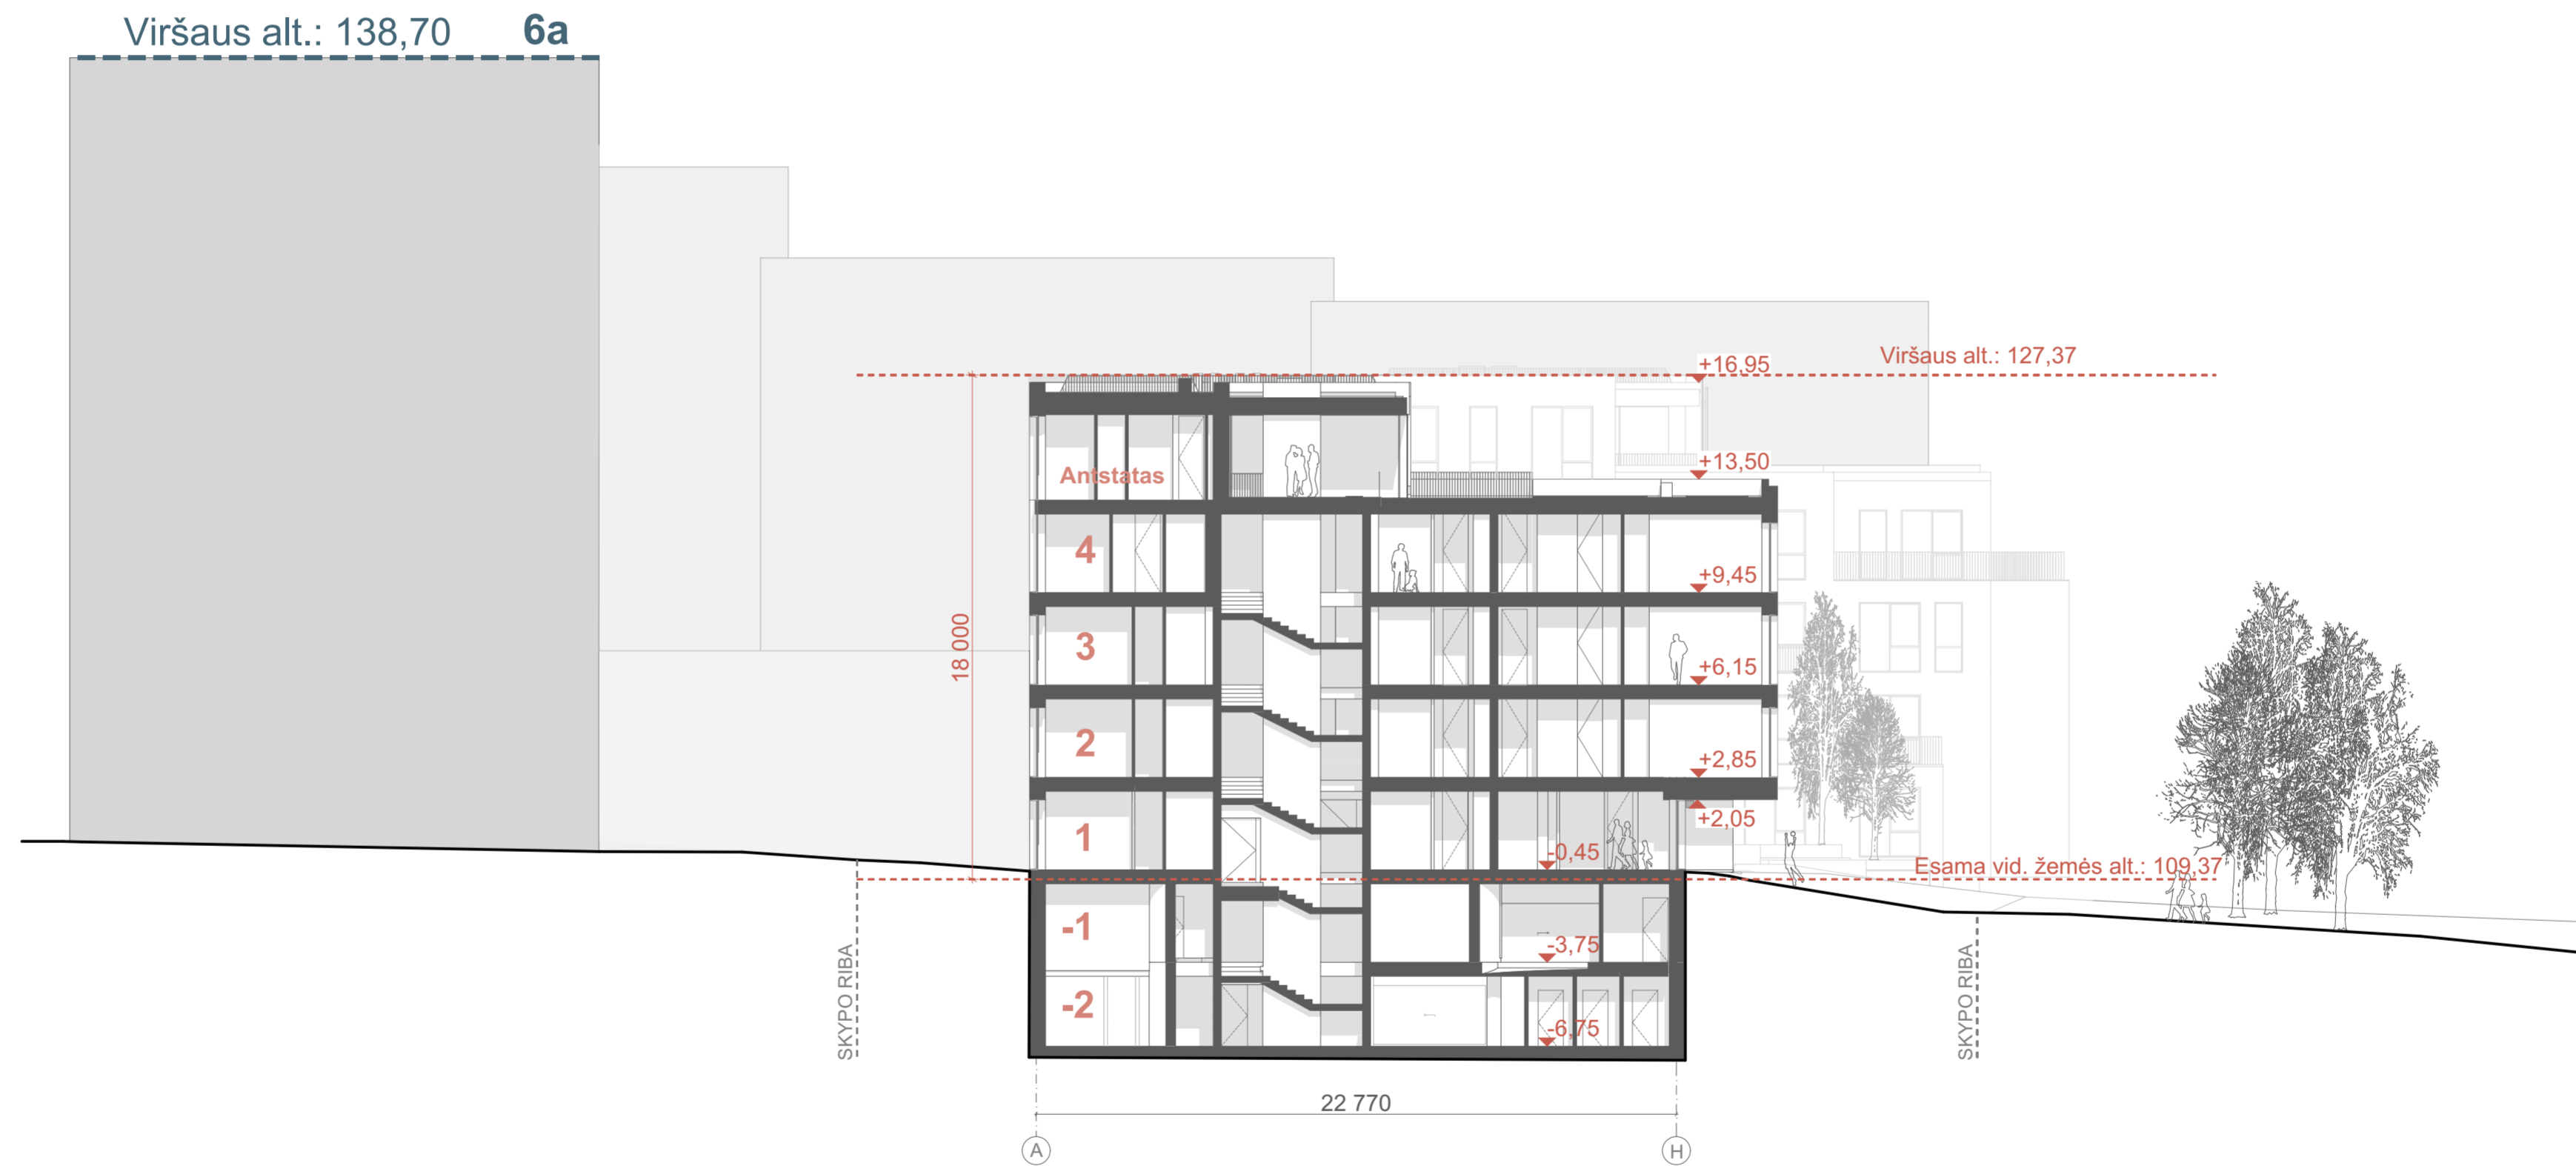 Viršaus alt.: 138,70 6a
Viršaus alt.: 127,37
+16,95
+13,50
Antstatas
4
+9,45
18 000
3
+6,15
2
+2,85
+2,05
1
-0,45
Esama vid. žemės alt.: 109,37
-1
-3,75
SKYPO RIBA
SKYPO RIBA
-2
-6,75
22 770
A
H